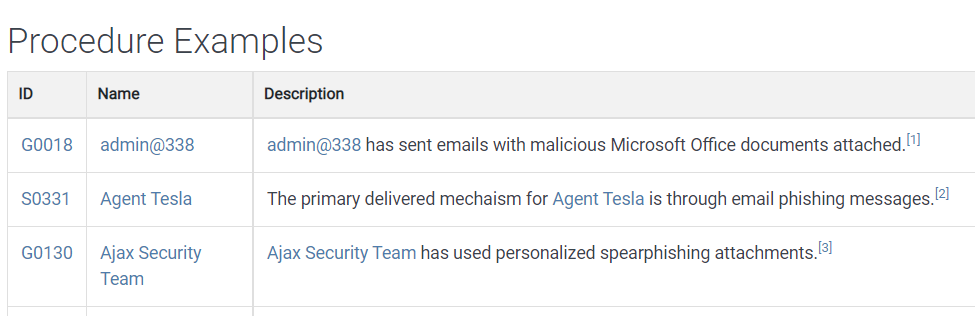 Procedure Examples
ID Name Description
G0018 admin@338 admin@338 has sent emails with malicious Microsoft Office documents attached.[1]
S0331 Agent Tesla The primary delivered mechaism for Agent Tesla is through email phishing messages.[2]
G0130 Ajax Security Ajax Security Team has used personalized spearphishing attachments.[3]
Team